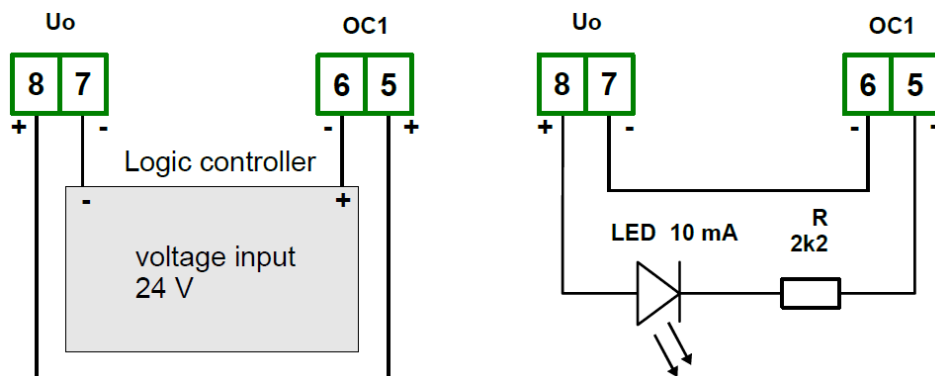 Uo OC1 Uo OC1
8 7 6 5 8 7 6 5
+ - - + + - - +
Logic controller
- +
voltage input
24 V
LED 10 mA
R
2k2